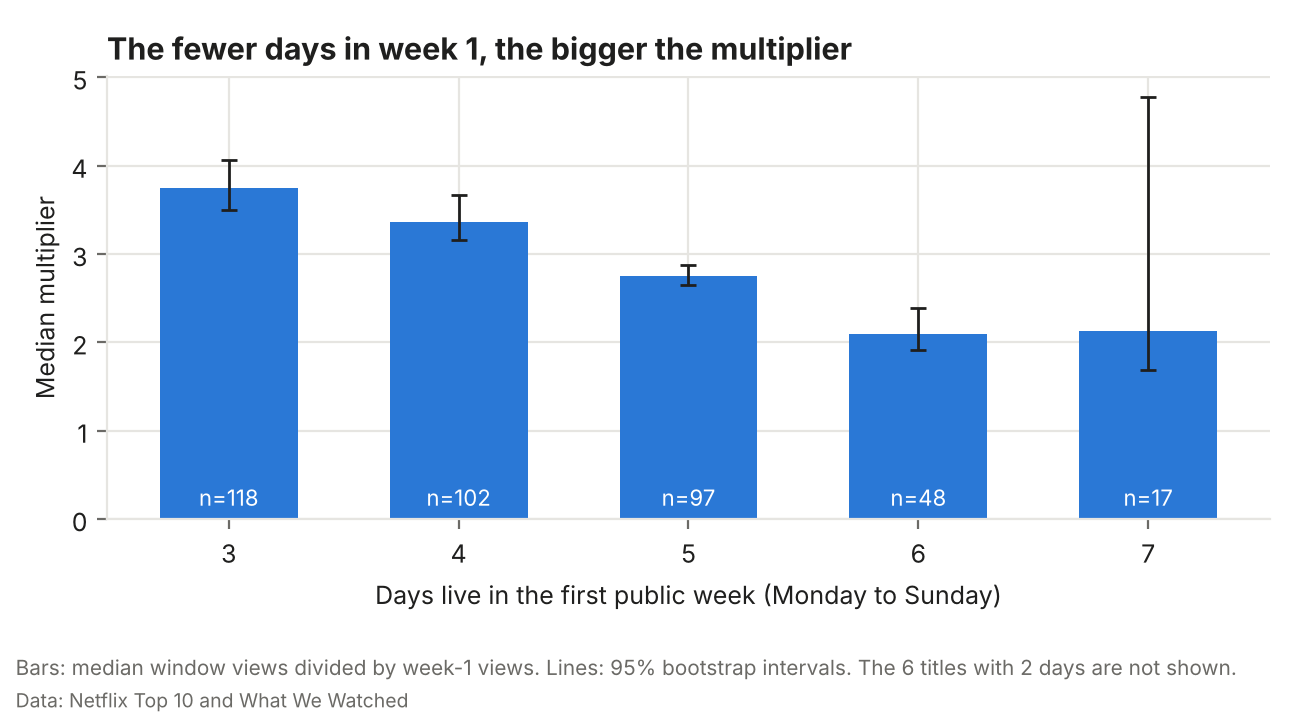 The fewer days in week 1, the bigger the multiplier
Median multiplier
5
4
3
2
1
0
n=118
n=102
n=97
n=48
n=17
3
4
5
6
7
Days live in the first public week (Monday to Sunday)
Bars: median window views divided by week-1 views. Lines: 95% bootstrap intervals. The 6 titles with 2 days are not shown.
Data: Netflix Top 10 and What We Watched